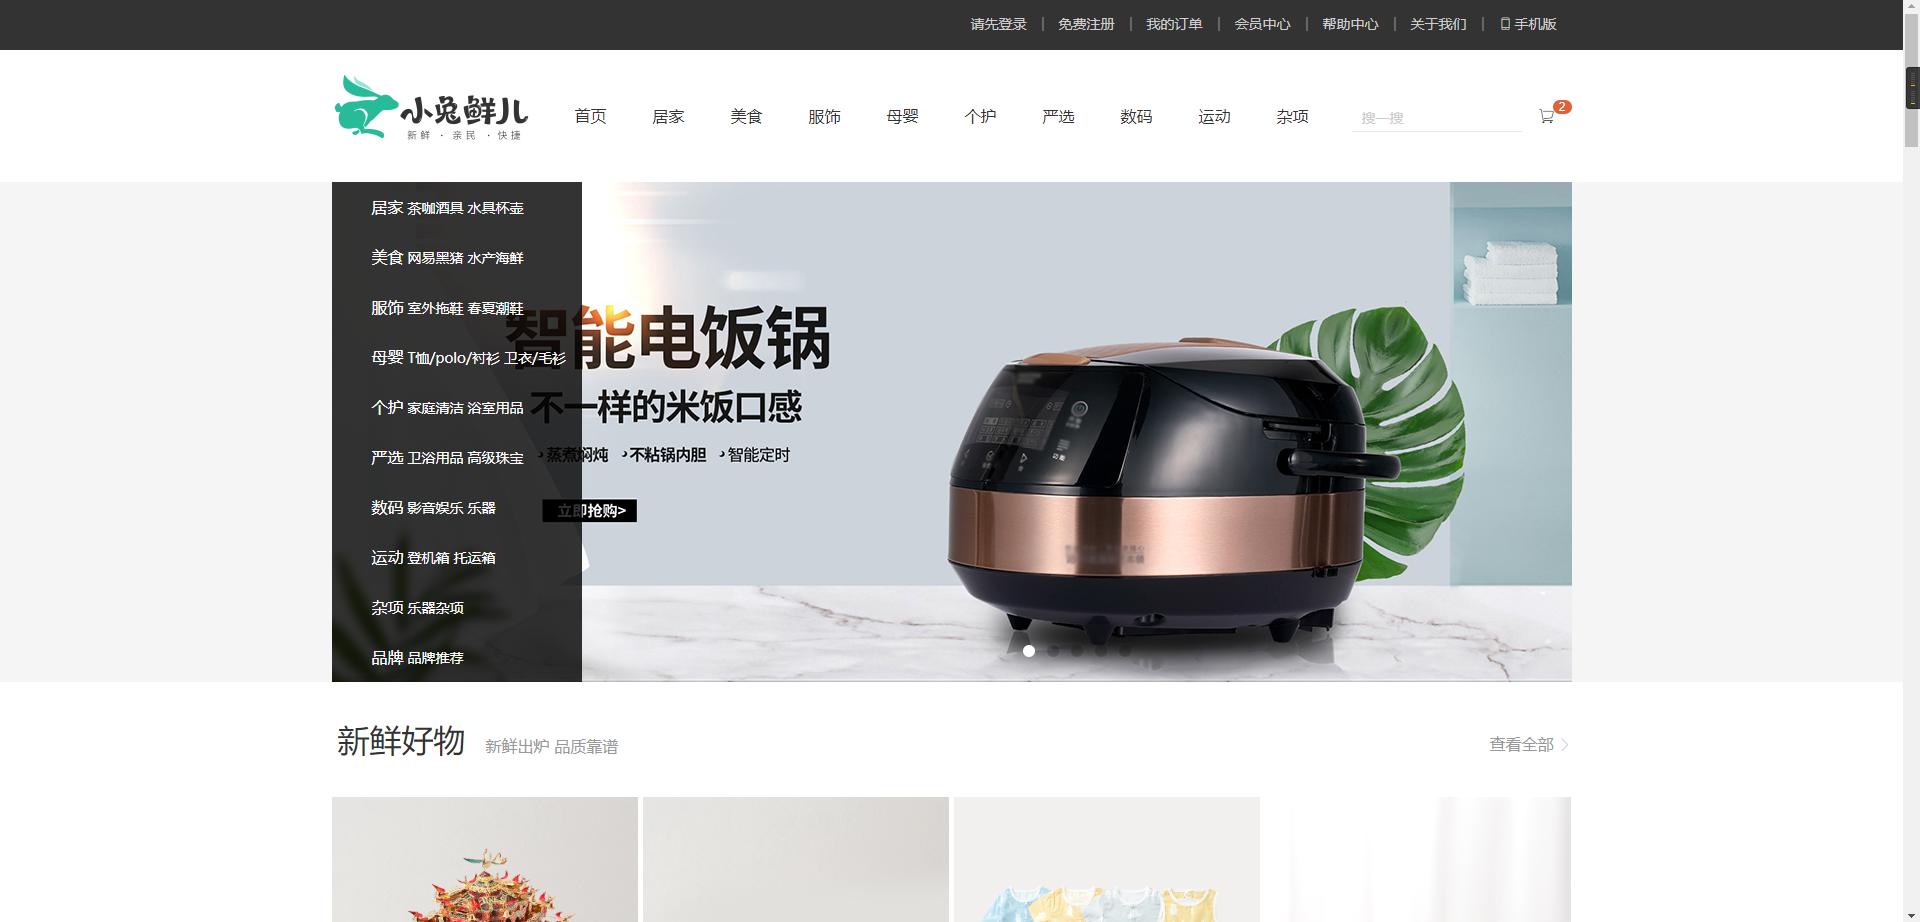 请先登录 | 免费注册 | 我的订单 | 会员中心 | 帮助中心 | 关于我们 | 手机版
小兔鲜儿
新鲜 · 亲民 · 快捷
首页 居家 美食 服饰 母婴 个护 严选 数码 运动 杂项
搜一搜
2
居家 茶咖酒具 水具杯壶
美食 网易黑猪 水产海鲜
服饰 室外拖鞋 春夏潮鞋
母婴 T恤/polo/衬衫 卫衣/毛衫
个护 家庭清洁 浴室用品
严选 卫浴用品 高级珠宝
数码 影音娱乐 乐器
运动 登机箱 托运箱
杂项 乐器杂项
品牌 品牌推荐
智能电饭锅
不一样的米饭口感
蒸煮焖炖 不粘锅内胆 智能定时
立即抢购>
新鲜好物 新鲜出炉 品质靠谱
查看全部